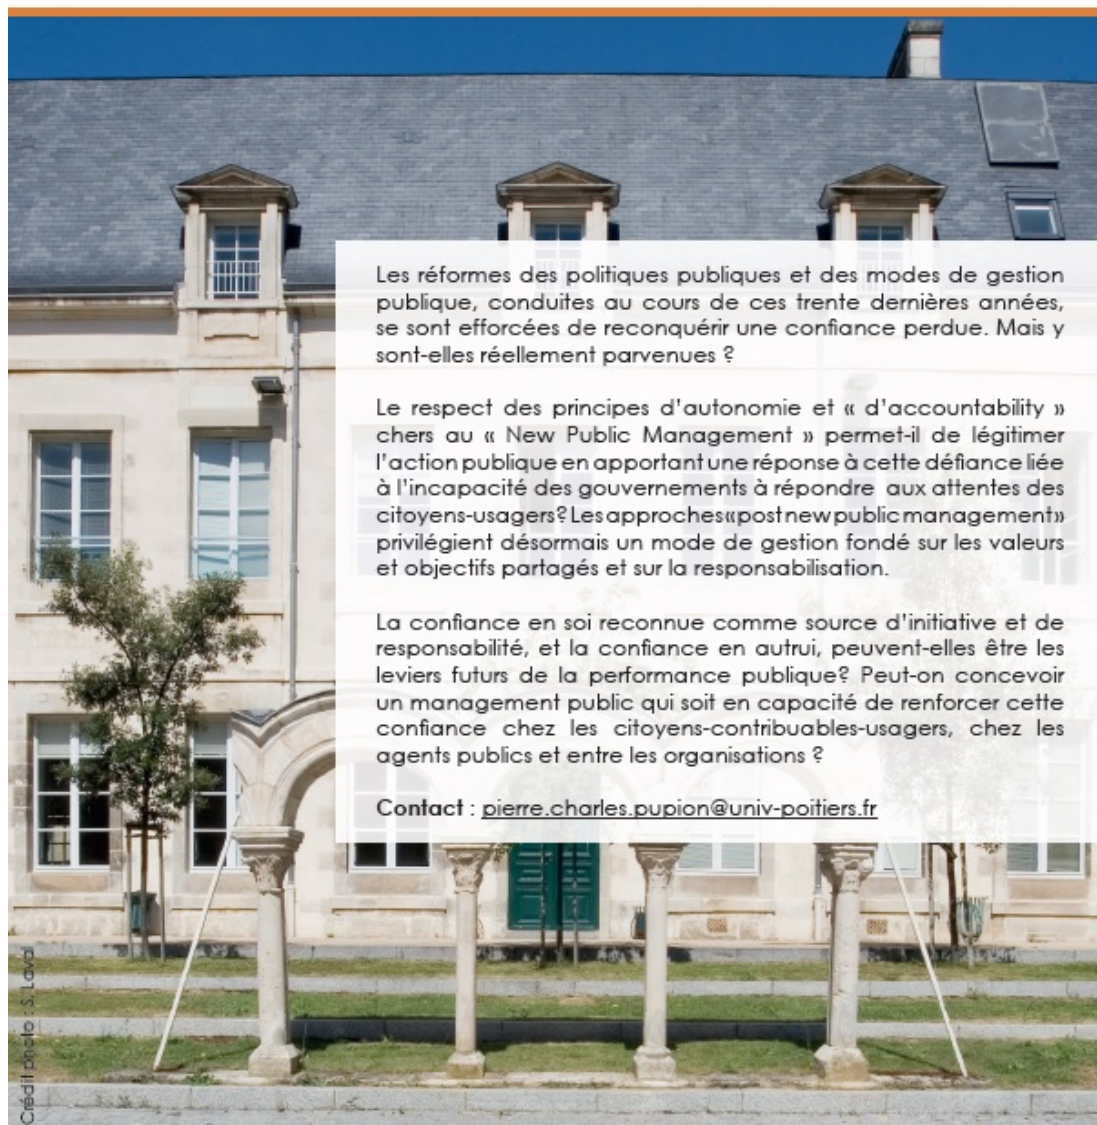 Les réformes des politiques publiques et des modes de gestion
publique, conduites au cours de ces trente dernières années,
se sont efforcées de reconquérir une confiance perdue. Mais y
sont-elles réellement parvenues ?
Le respect des principes d'autonomie et « d'accountability »
chers au « New Public Management » permet-il de légitimer
l'action publique en apportant une réponse à cette défiance liée
à l'incapacité des gouvernements à répondre aux attentes des
citoyens-usagers? Les approches «post new public management»
privilégient désormais un mode de gestion fondé sur les valeurs
et objectifs partagés et sur la responsabilisation.
La confiance en soi reconnue comme source d'initiative et de
responsabilité, et la confiance en autrui, peuvent-elles être les
leviers futurs de la performance publique? Peut-on concevoir
un management public qui soit en capacité de renforcer cette
confiance chez les citoyens-contribuables-usagers, chez les
agents publics et entre les organisations ?
Contact : pierre.charles.pupion@univ-poitiers.fr
Crédit photo : S. Laval